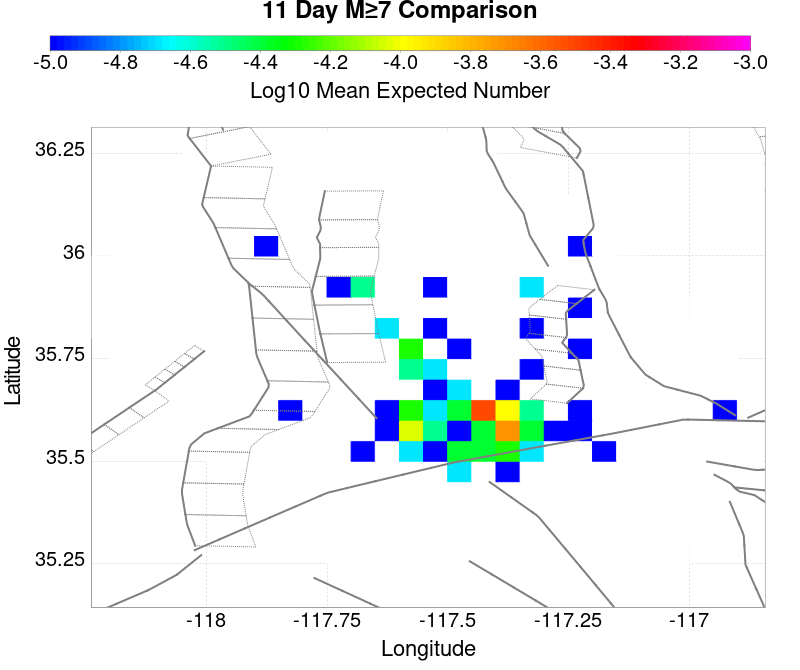 11 Day M≥7 Comparison
-5.0 -4.8 -4.6 -4.4 -4.2 -4.0 -3.8 -3.6 -3.4 -3.2 -3.0
Log10 Mean Expected Number
36.25
36
35.75
35.5
35.25
Latitude
-118 -117.75 -117.5 -117.25 -117
Longitude